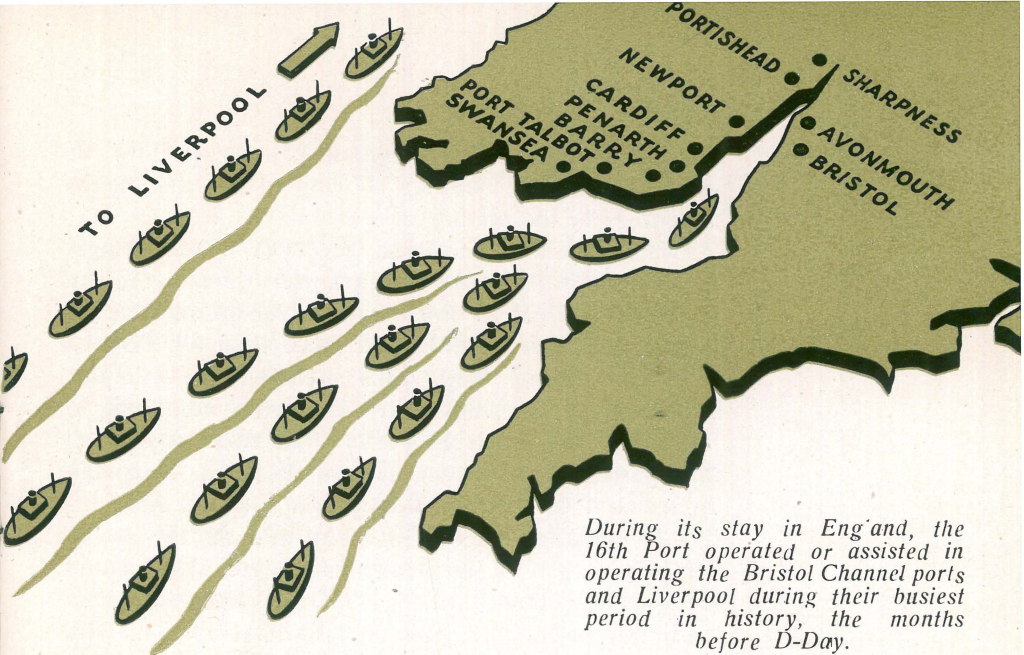 TO LIVERPOOL
PORTISHEAD
SHARPNESS
NEWPORT
CARDIFF
PENARTH
BARRY
PORT TALBOT
SWANSEA
AVONMOUTH
BRISTOL
During its stay in Eng'and, the
16th Port operated or assisted in
operating the Bristol Channel ports
and Liverpool during their busiest
period in history, the months
before D-Day.